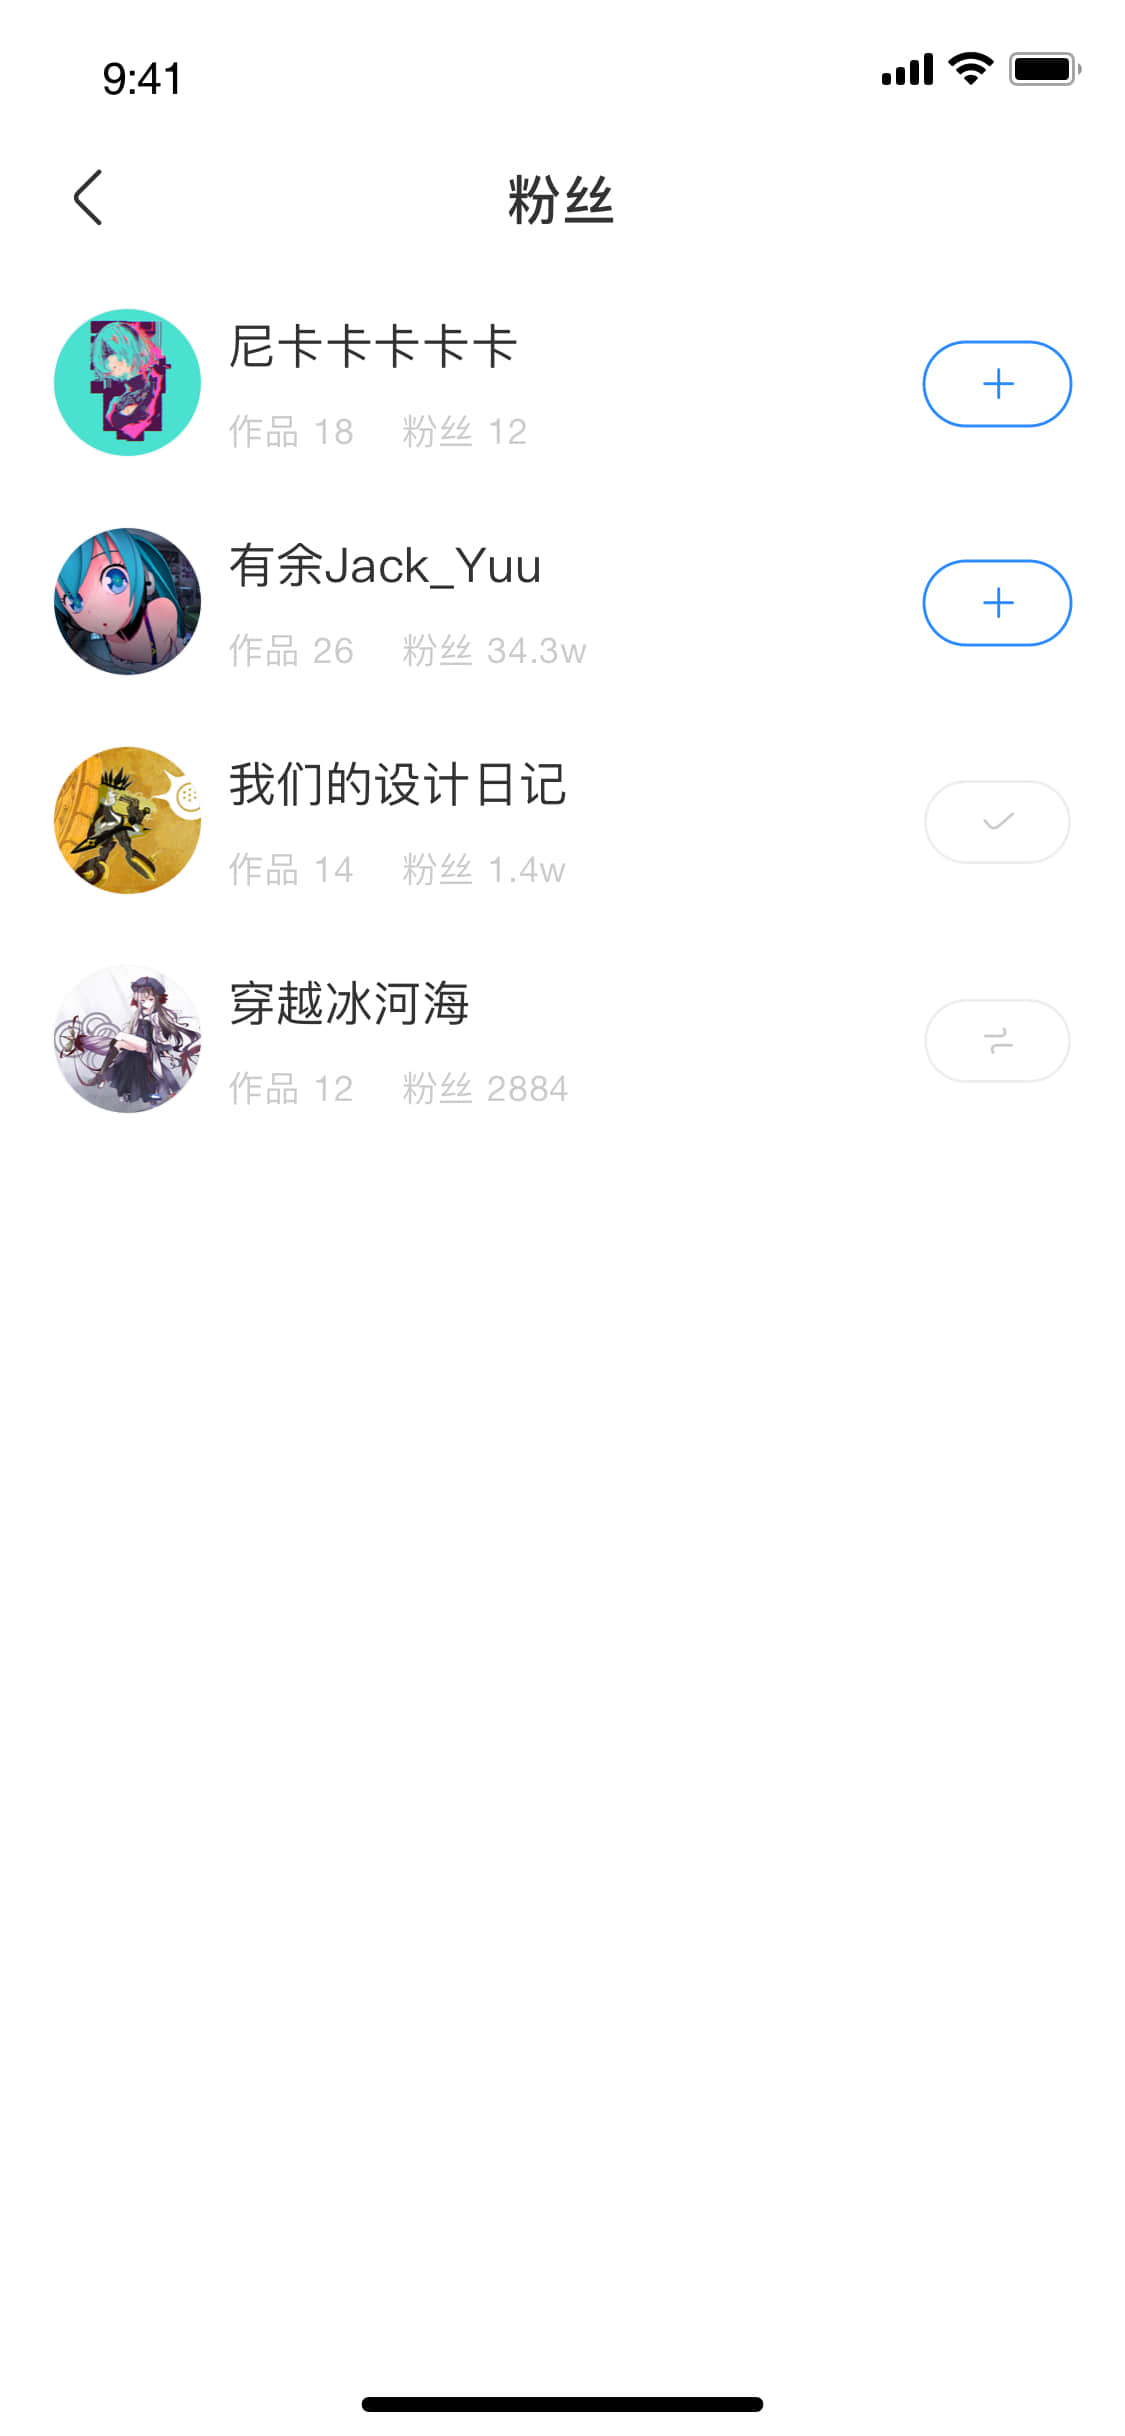 9:41
粉丝
尼卡卡卡卡卡
作品 18 粉丝 12
有余Jack_Yuu
作品 26 粉丝 34.3w
我们的设计日记
作品 14 粉丝 1.4w
穿越冰河海
作品 12 粉丝 2884